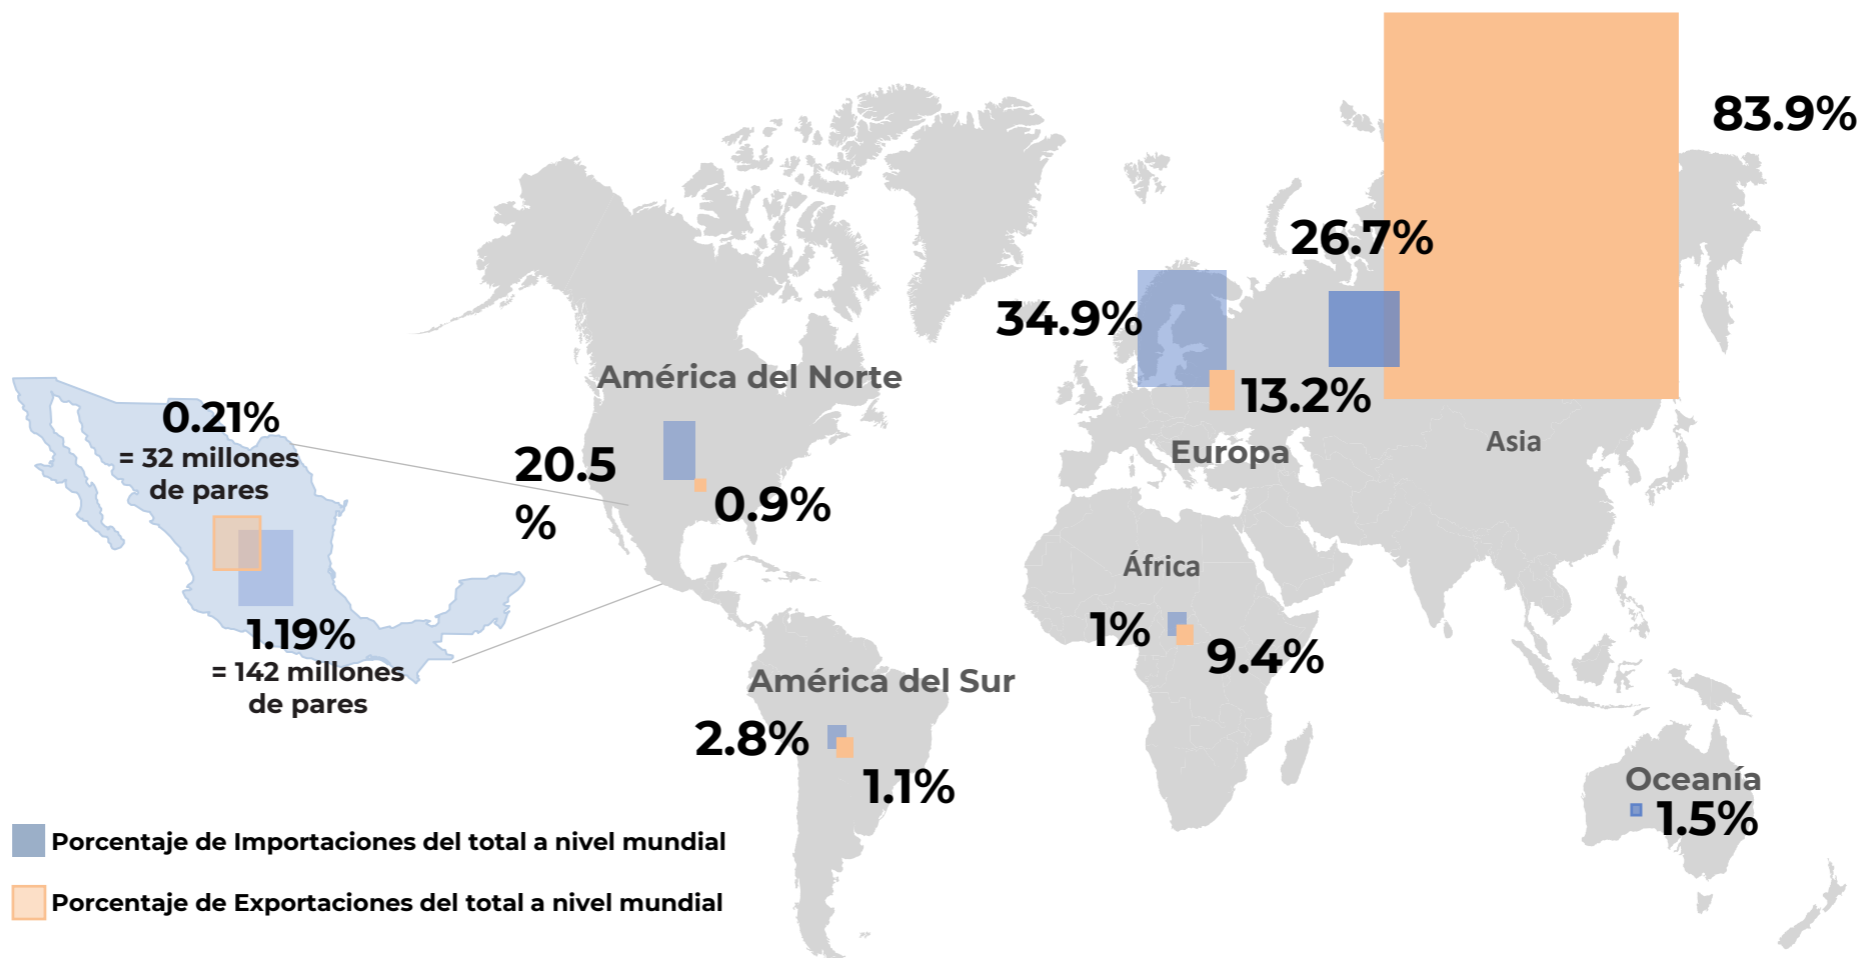 83.9%
26.7%
34.9%
América del Norte
13.2%
0.21%
= 32 millones
de pares
20.5
%
Europa
Asia
0.9%
África
1%
9.4%
1.19%
= 142 millones
de pares
América del Sur
2.8%
1.1%
Oceanía
1.5%
Porcentaje de Importaciones del total a nivel mundial
Porcentaje de Exportaciones del total a nivel mundial